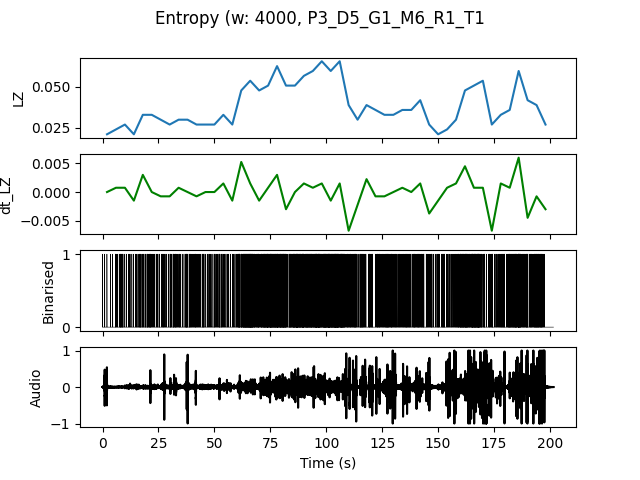 Entropy (w: 4000, P3_D5_G1_M6_R1_T1
LZ
0.050
0.025
dt_LZ
0.005
0.000
−0.005
Binarised
1
0
Audio
1
0
−1
0 25 50 75 100 125 150 175 200
Time (s)